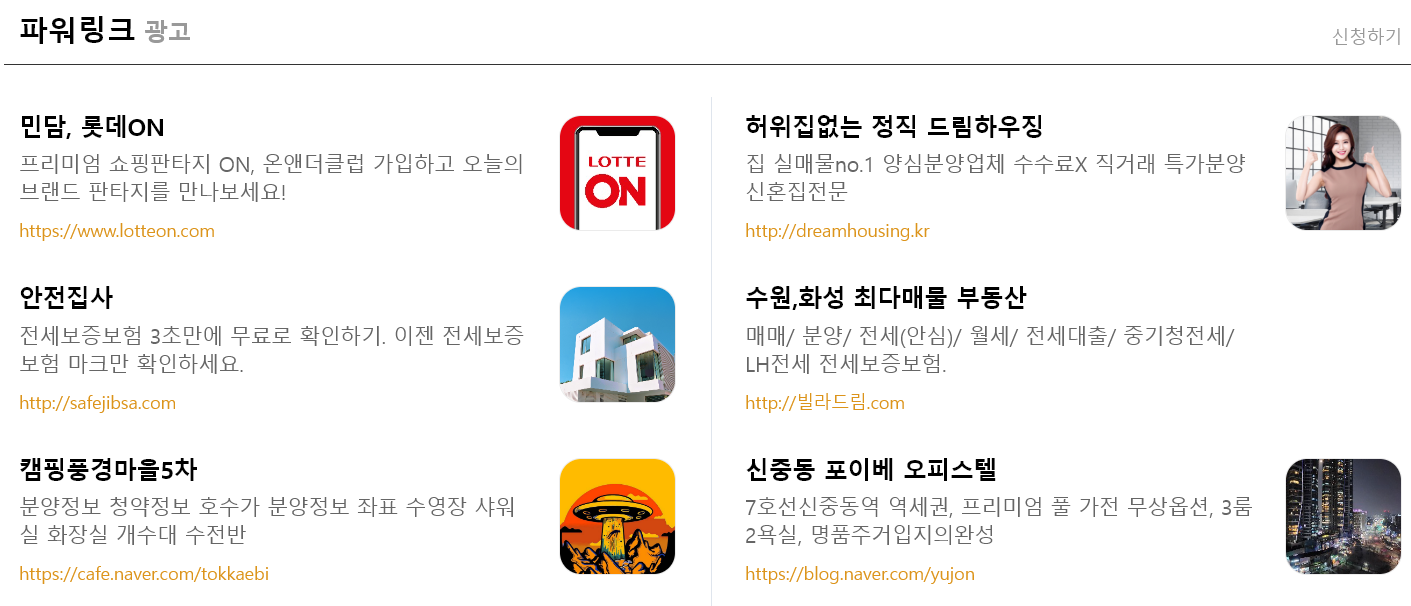 파워링크 광고
신청하기
민담, 롯데ON
프리미엄 쇼핑판타지 ON, 온앤더클럽 가입하고 오늘의
브랜드 판타지를 만나보세요!
https://www.lotteon.com
LOTTE
ON
안전집사
전세보증보험 3초만에 무료로 확인하기. 이젠 전세보증
보험 마크만 확인하세요.
http://safejibsa.com
캠핑풍경마을5차
분양정보 청약정보 호수가 분양정보 좌표 수영장 샤워
실 화장실 개수대 수전반
https://cafe.naver.com/tokkaebi
허위집없는 정직 드림하우징
집 실매물no.1 양심분양업체 수수료X 직거래 특가분양
신혼집전문
http://dreamhousing.kr
수원,화성 최다매물 부동산
매매/ 분양/ 전세(안심)/ 월세/ 전세대출/ 중기청전세/
LH전세 전세보증보험.
http://빌라드림.com
신중동 포이베 오피스텔
7호선신중동역 역세권, 프리미엄 풀 가전 무상옵션, 3룸
2욕실, 명품주거입지의완성
https://blog.naver.com/yujon